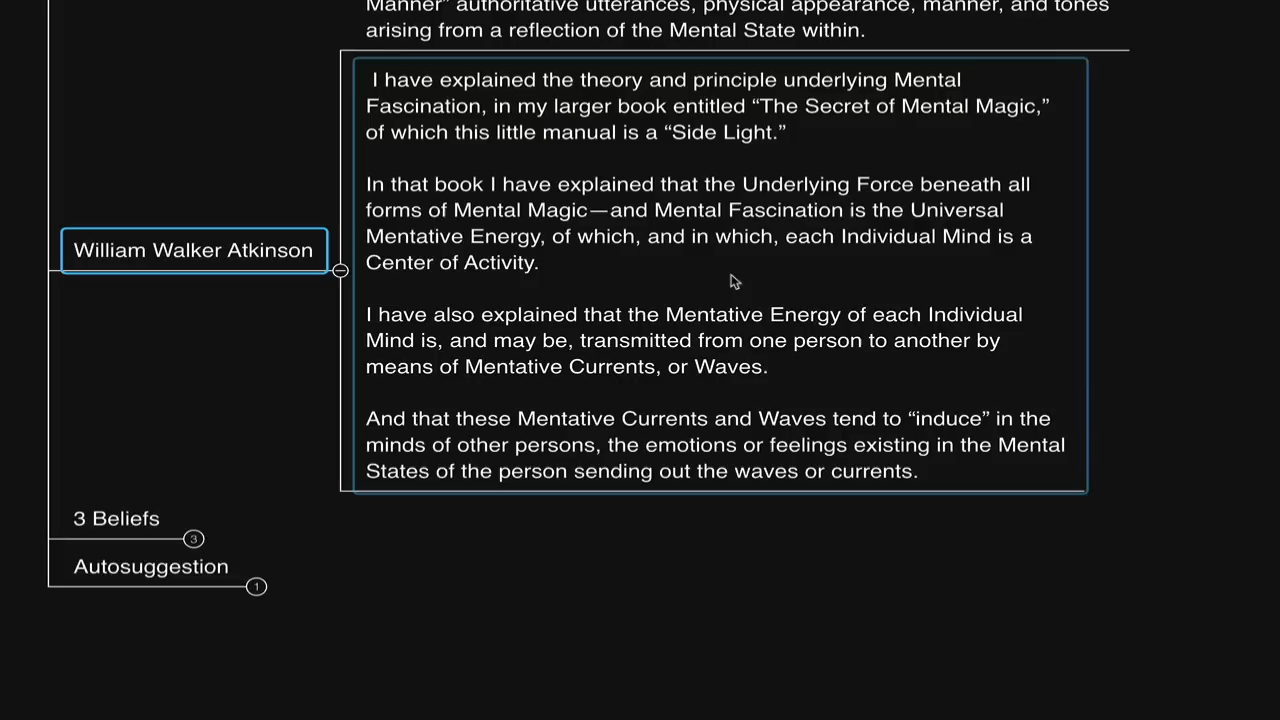 Manner” authoritative utterances, physical appearance, manner, and tones
arising from a reflection of the Mental State within.
I have explained the theory and principle underlying Mental
Fascination, in my larger book entitled “The Secret of Mental Magic,”
of which this little manual is a “Side Light.”
In that book I have explained that the Underlying Force beneath all
forms of Mental Magic—and Mental Fascination is the Universal
Mentative Energy, of which, and in which, each Individual Mind is a
Center of Activity.
I have also explained that the Mentative Energy of each Individual
Mind is, and may be, transmitted from one person to another by
means of Mentative Currents, or Waves.
And that these Mentative Currents and Waves tend to “induce” in the
minds of other persons, the emotions or feelings existing in the Mental
States of the person sending out the waves or currents.
William Walker Atkinson
3 Beliefs
3
Autosuggestion
1